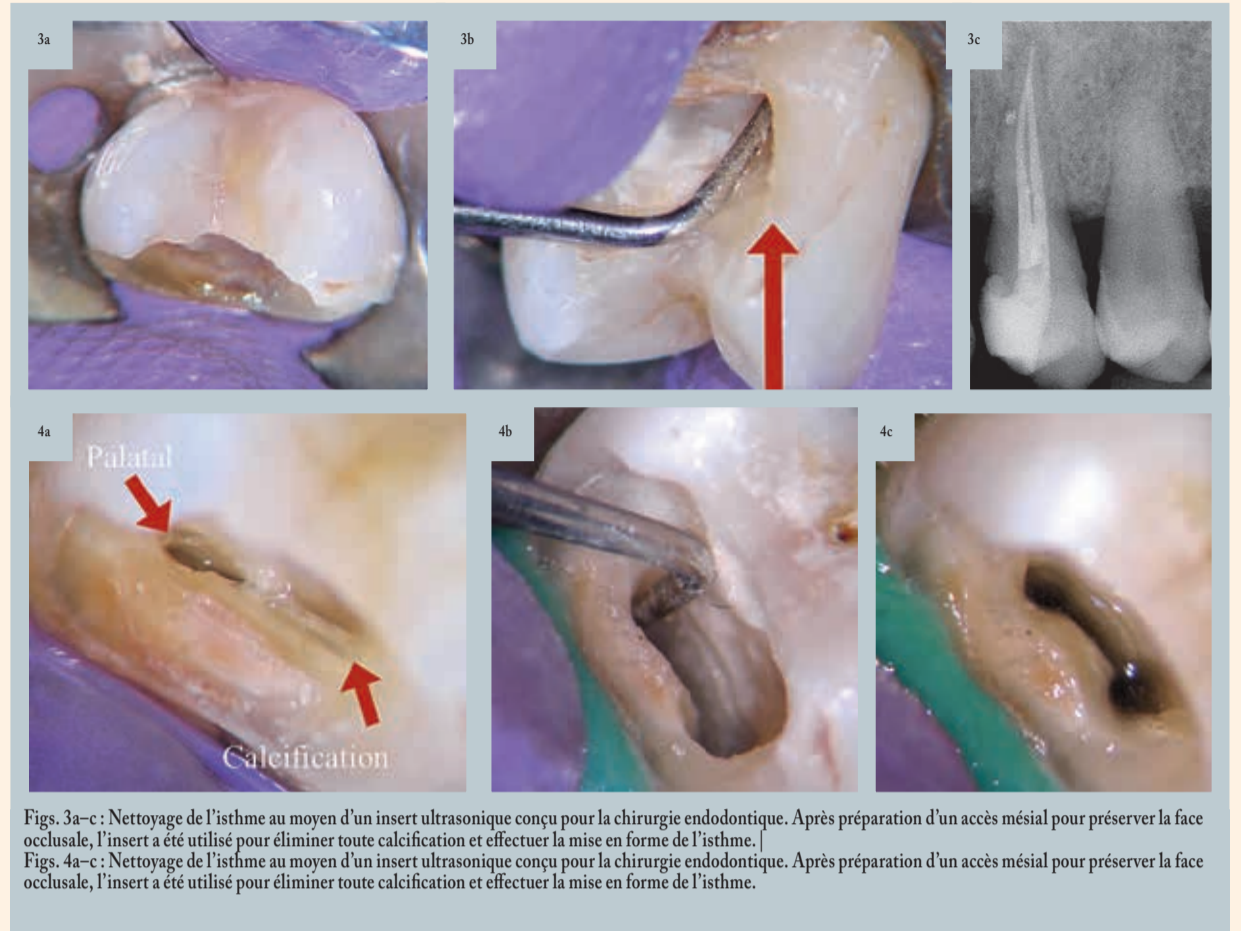 3a
3b
3c
4a
Palatal
Calcification
4b
4c
Figs. 3a–c : Nettoyage de l’isthme au moyen d’un insert ultrasonique conçu pour la chirurgie endodontique. Après préparation d’un accès mésial pour préserver la face
occlusale, l’insert a été utilisé pour éliminer toute calcification et effectuer la mise en forme de l’isthme.
Figs. 4a–c : Nettoyage de l’isthme au moyen d’un insert ultrasonique conçu pour la chirurgie endodontique. Après préparation d’un accès mésial pour préserver la face
occlusale, l’insert a été utilisé pour éliminer toute calcification et effectuer la mise en forme de l’isthme.